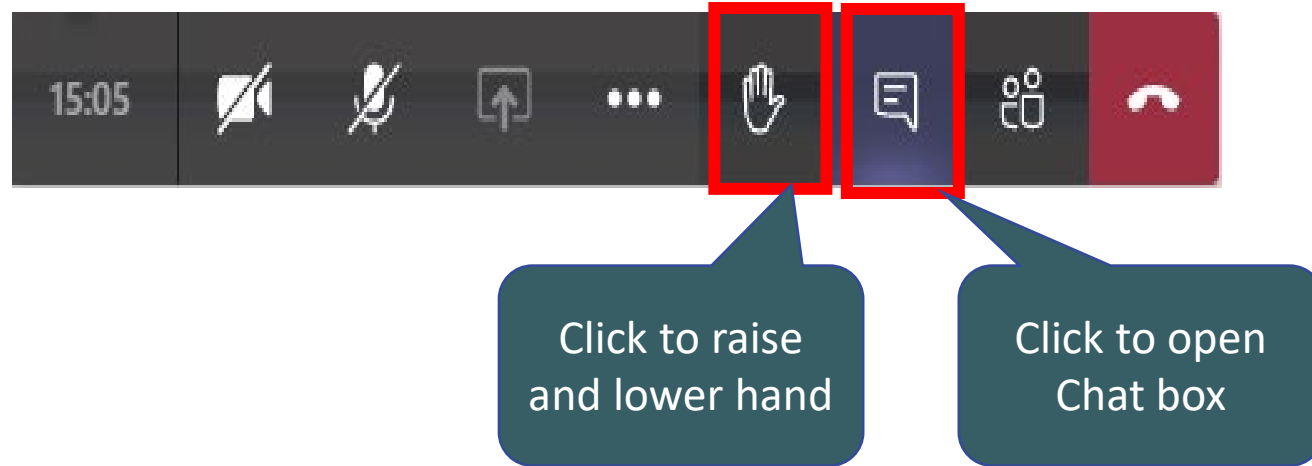 15:05
Click to raise
and lower hand
Click to open
Chat box